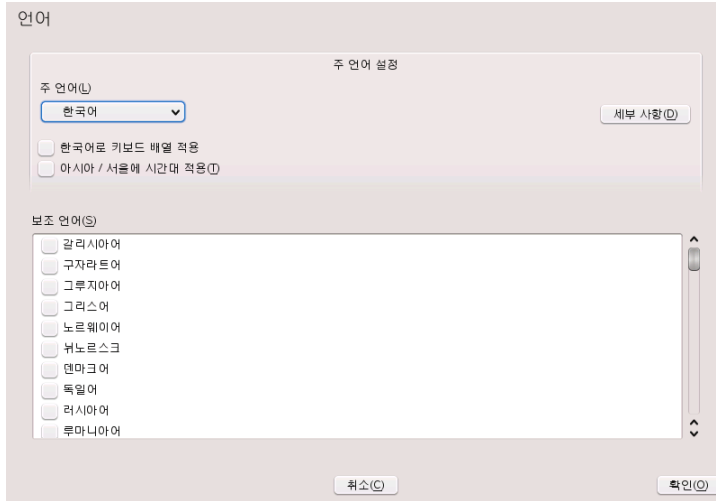 언어
주 언어 설정
주 언어(L)
한국어
세부 사항(D)
한국어로 키보드 배열 적용
아시아 / 서울에 시간대 적용(T)
보조 언어(S)
갈리시아어
구자라트어
그루지아어
그리스어
노르웨이어
뉘노르스크
덴마크어
독일어
러시아어
루마니아어
취소(C)
확인(O)